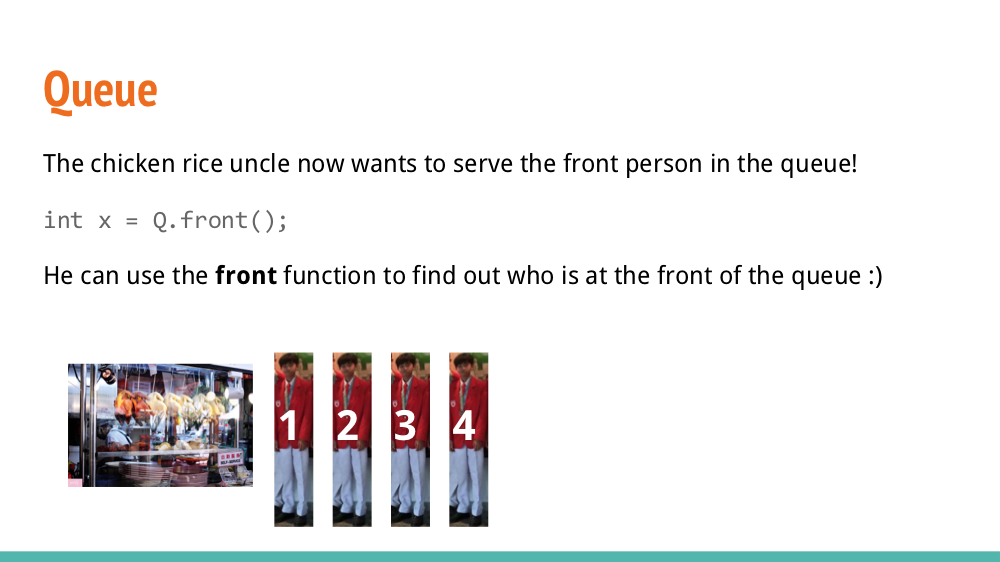 Queue
The chicken rice uncle now wants to serve the front person in the queue!
int x = Q.front();
He can use the front function to find out who is at the front of the queue :)
1 2 3 4
SELF-SERVICE